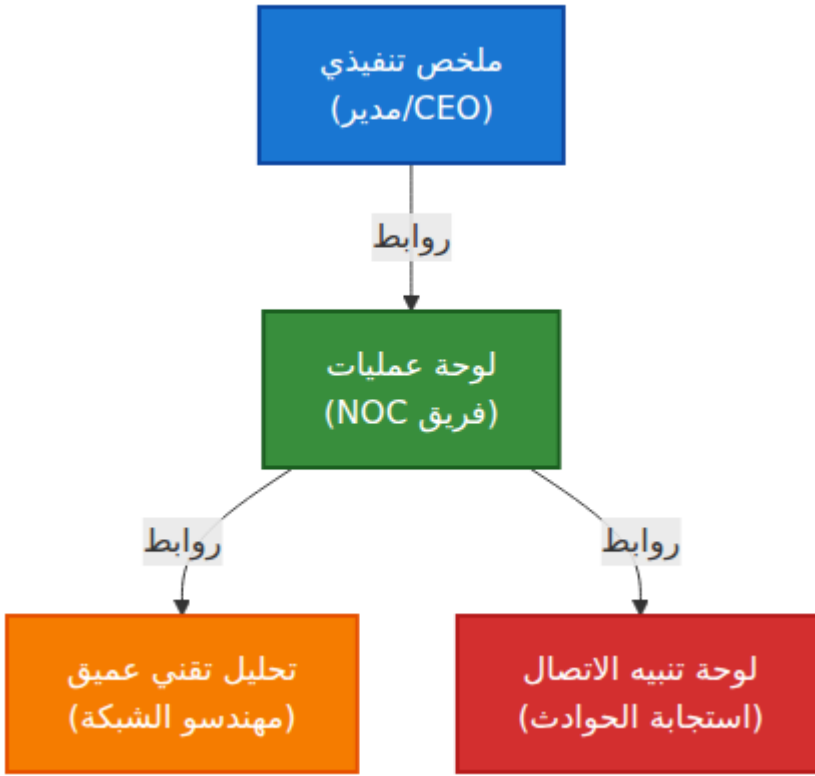 ملخص تنفيذي
(مدير/CEO)
روابط
لوحة عمليات
(فريق NOC)
روابط
روابط
تحليل تقني عميق
(مهندسو الشبكة)
لوحة تنبيه الاتصال
(استجابة الحوادث)